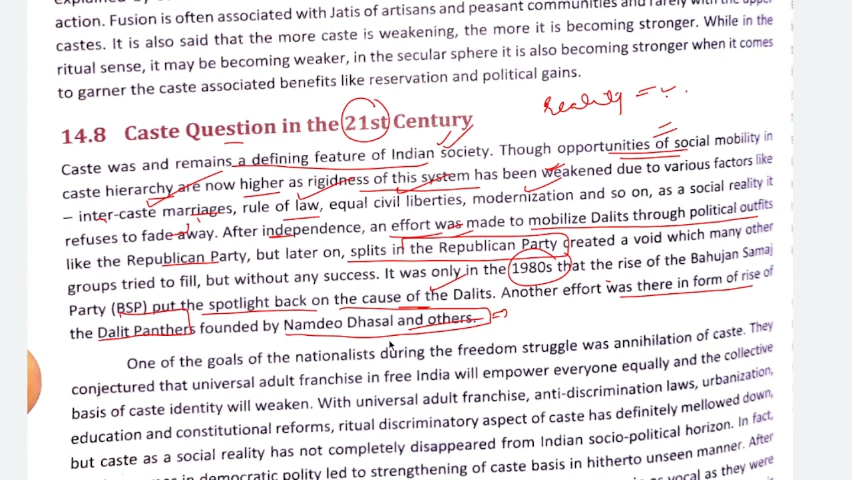 action. Fusion is often associated with Jatis of artisans and peasant communities and rarely with the upper
castes. It is also said that the more caste is weakening, the more it is becoming stronger. While in the
ritual sense, it may be becoming weaker, in the secular sphere it is also becoming stronger when it comes
to garner the caste associated benefits like reservation and political gains.
reality =
14.8 Caste Question in the 21st Century
Caste was and remains a defining feature of Indian society. Though opportunities of social mobility in
caste hierarchy are now higher as rigidness of this system has been weakened due to various factors like
– inter-caste marriages, rule of law, equal civil liberties, modernization and so on, as a social reality it
refuses to fade away. After independence, an effort was made to mobilize Dalits through political outfits
like the Republican Party, but later on, splits in the Republican Party created a void which many other
groups tried to fill, but without any success. It was only in the 1980s that the rise of the Bahujan Samaj
Party (BSP) put the spotlight back on the cause of the Dalits. Another effort was there in form of rise of
the Dalit Panthers founded by Namdeo Dhasal and others.
One of the goals of the nationalists during the freedom struggle was annihilation of caste. They
conjectured that universal adult franchise in free India will empower everyone equally and the collective
basis of caste identity will weaken. With universal adult franchise, anti-discrimination laws, urbanization,
education and constitutional reforms, ritual discriminatory aspect of caste has definitely mellowed down,
but caste as a social reality has not completely disappeared from Indian socio-political horizon. In fact,
in democratic polity led to strengthening of caste basis in hitherto unseen manner. After
vocal as they were